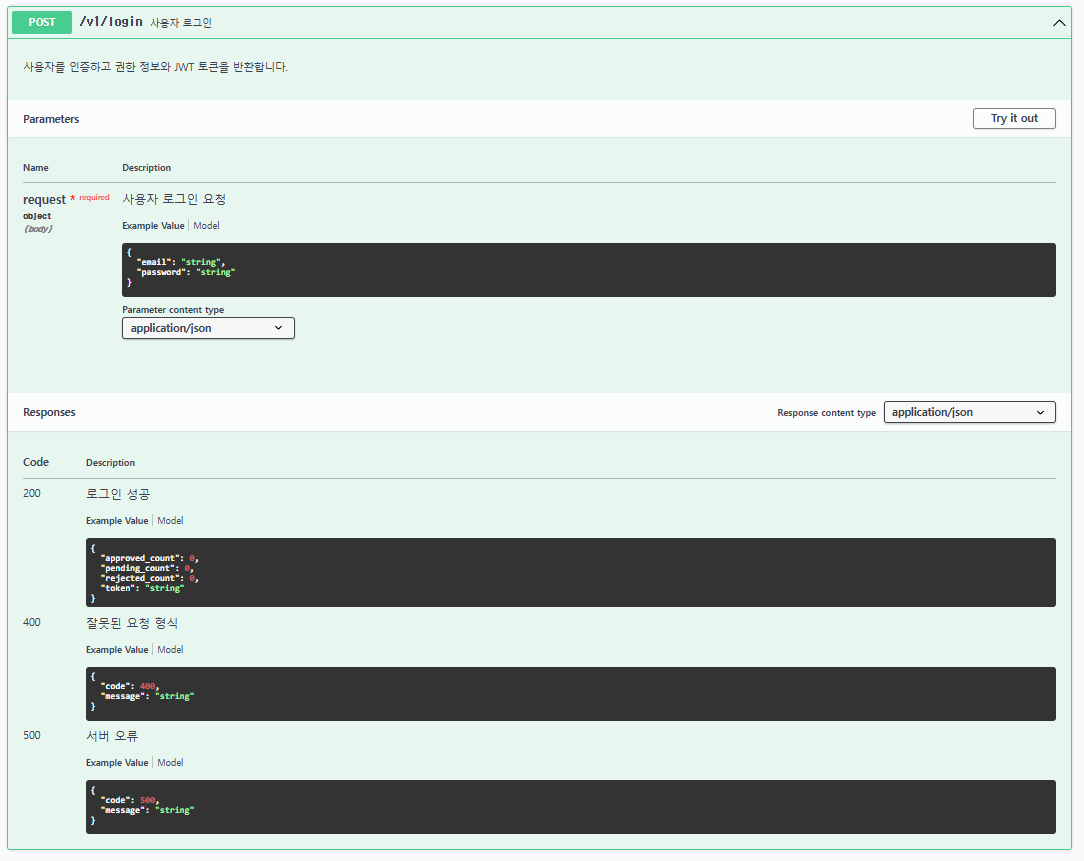 POST /v1/login 사용자 로그인
사용자를 인증하고 권한 정보와 JWT 토큰을 반환합니다.
Parameters
Try it out
Name Description
request * required 사용자 로그인 요청
object
(body)
Example Value Model
{
"email": "string",
"password": "string"
}
Parameter content type
application/json
Responses
Response content type application/json
Code Description
200 로그인 성공
Example Value Model
{
"approved_count": 0,
"pending_count": 0,
"rejected_count": 0,
"token": "string"
}
400 잘못된 요청 형식
Example Value Model
{
"code": 400,
"message": "string"
}
500 서버 오류
Example Value Model
{
"code": 500,
"message": "string"
}